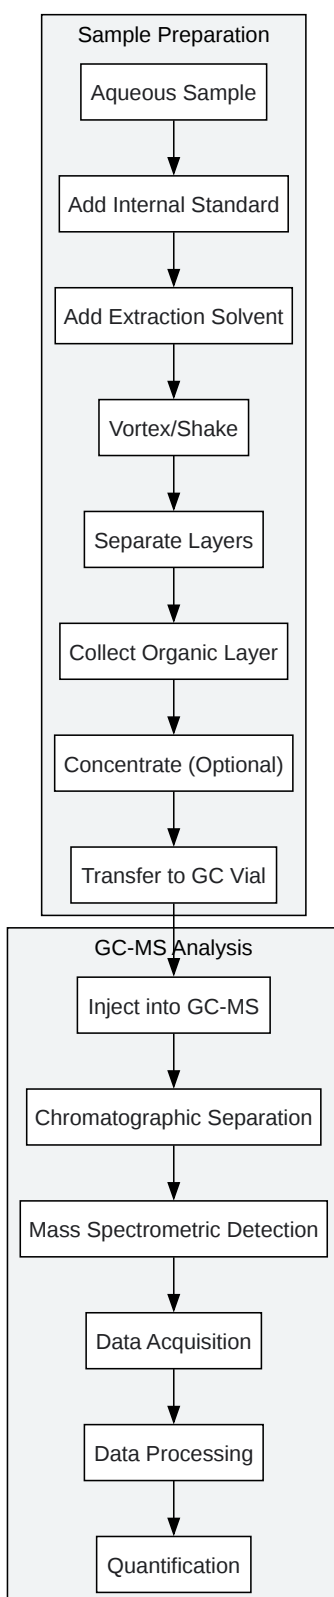 Sample Preparation
Aqueous Sample
Add Internal Standard
Add Extraction Solvent
Vortex/Shake
Separate Layers
Collect Organic Layer
Concentrate (Optional)
Transfer to GC Vial
GC-MS Analysis
Inject into GC-MS
Chromatographic Separation
Mass Spectrometric Detection
Data Acquisition
Data Processing
Quantification